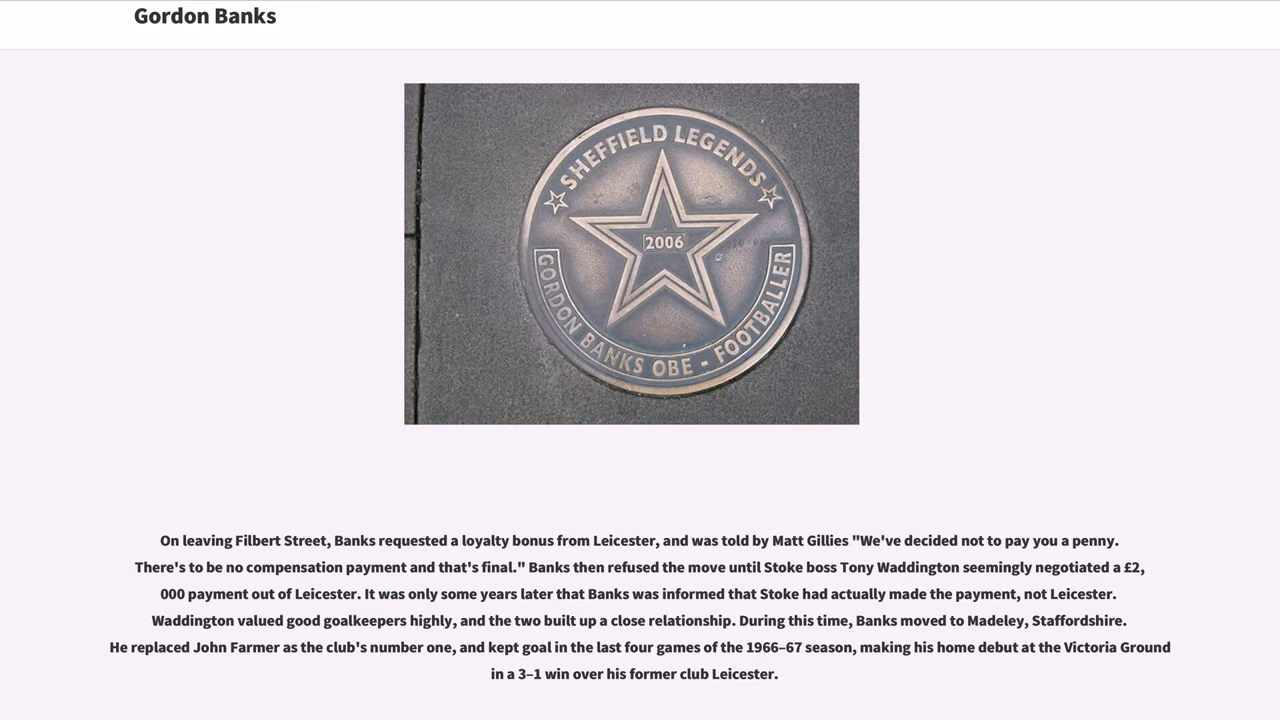 Gordon Banks
SHEFFIELD LEGENDS
2006
GORDON BANKS OBE - FOOTBALLER
On leaving Filbert Street, Banks requested a loyalty bonus from Leicester, and was told by Matt Gillies "We've decided not to pay you a penny.
There's to be no compensation payment and that's final." Banks then refused the move until Stoke boss Tony Waddington seemingly negotiated a £2,
000 payment out of Leicester. It was only some years later that Banks was informed that Stoke had actually made the payment, not Leicester.
Waddington valued good goalkeepers highly, and the two built up a close relationship. During this time, Banks moved to Madeley, Staffordshire.
He replaced John Farmer as the club's number one, and kept goal in the last four games of the 1966–67 season, making his home debut at the Victoria Ground
in a 3–1 win over his former club Leicester.